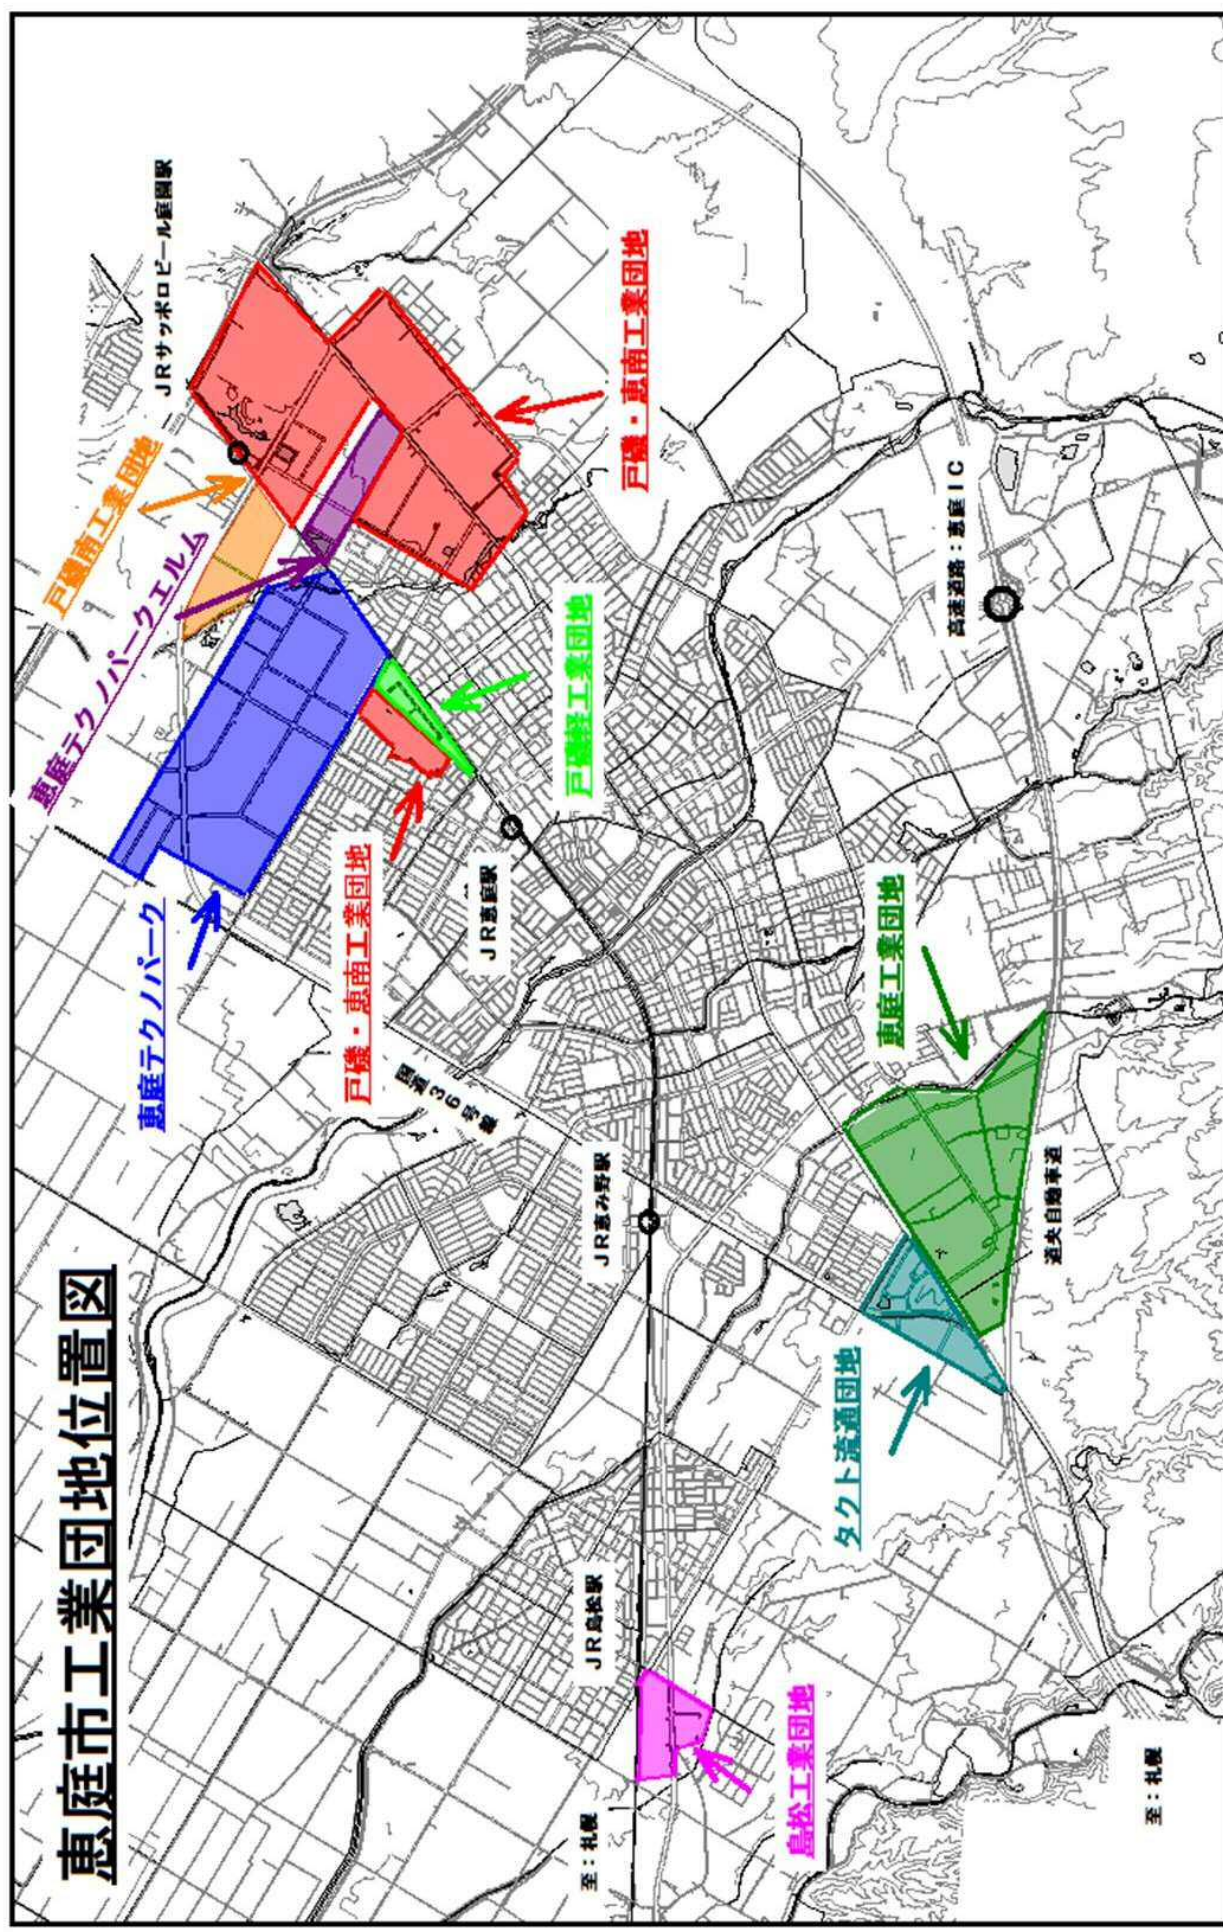 恵庭市工業団地位置図
JRサッポロビール庭園駅
戸磯南工業団地
恵庭テクノパークエルム
戸磯・恵南工業団地
恵庭テクノパーク
戸磯・恵南工業団地
戸磯軽工業団地
JR恵庭駅
国道36号線
高速道路：恵庭IC
恵庭工業団地
JR恵み野駅
道央自動車道
タクト流通団地
JR島松駅
島松工業団地
至：札幌
至：札幌